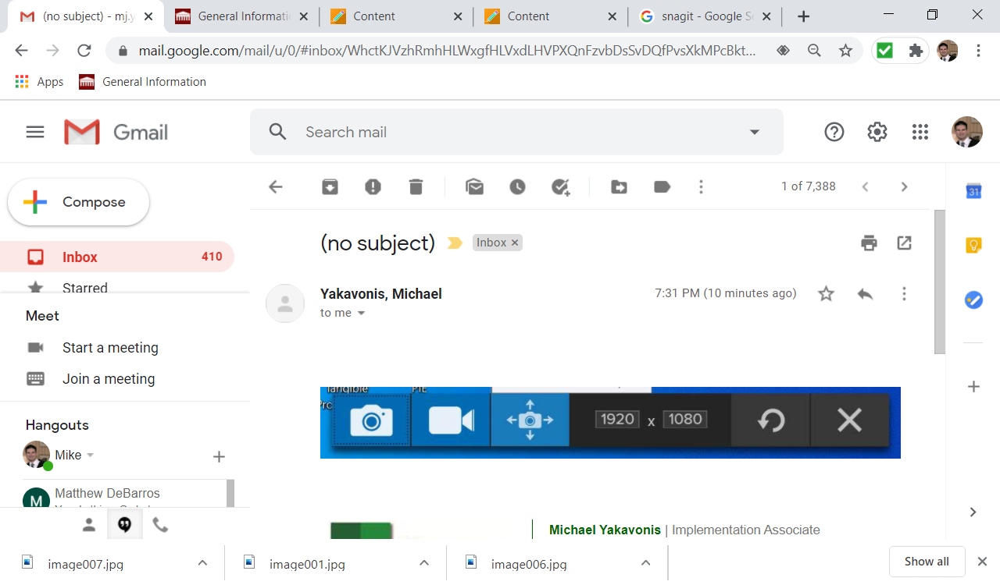 (no subject) - mj.y
General Informatio
Content
Content
snagit - Google Se
mail.google.com/mail/u/0/#inbox/WhctKJVzhRmhHLWxgfHLVxdLHVPXQnFzvbDsSvDQfPvsXkMPcBkt...
Apps
General Information
Gmail
Search mail
Compose
1 of 7,388
31
(no subject)
Inbox
Inbox 410
Starred
Yakavonis, Michael
7:31 PM (10 minutes ago)
to me
Meet
Start a meeting
Join a meeting
Tangible
PIE
Pro
1920 x 1080
Hangouts
Mike
M
Matthew DeBarros
Michael Yakavonis | Implementation Associate
image007.jpg
image001.jpg
image006.jpg
Show all